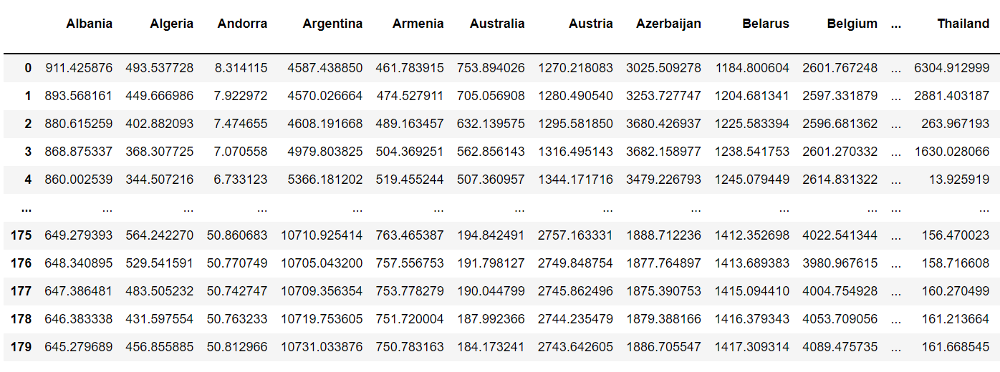 Albania Algeria Andorra Argentina Armenia Australia Austria Azerbaijan Belarus Belgium ... Thailand
0 911.425876 493.537728 8.314115 4587.438850 461.783915 753.894026 1270.218083 3025.509278 1184.800604 2601.767248 ... 6304.912999
1 893.568161 449.666986 7.922972 4570.026664 474.527911 705.056908 1280.490540 3253.727747 1204.681341 2597.331879 ... 2881.403187
2 880.615259 402.882093 7.474655 4608.191668 489.163457 632.139575 1295.581850 3680.426937 1225.583394 2596.681362 ... 263.967193
3 868.875337 368.307725 7.070558 4979.803825 504.369251 562.856143 1316.495143 3682.158977 1238.541753 2601.270332 ... 1630.028066
4 860.002539 344.507216 6.733123 5366.181202 519.455244 507.360957 1344.171716 3479.226793 1245.079449 2614.831322 ... 13.925919
... ... ... ... ... ... ... ... ... ... ... ... ...
175 649.279393 564.242270 50.860683 10710.925414 763.465387 194.842491 2757.163331 1888.712236 1412.352698 4022.541344 ... 156.470023
176 648.340895 529.541591 50.770749 10705.043200 757.556753 191.798127 2749.848754 1877.764897 1413.689383 3980.967615 ... 158.716608
177 647.386481 483.505232 50.742747 10709.356354 753.778279 190.044799 2745.862496 1875.390753 1415.094410 4004.754928 ... 160.270499
178 646.383338 431.597554 50.763233 10719.753605 751.720004 187.992366 2744.235479 1879.388166 1416.379343 4053.709056 ... 161.213664
179 645.279689 456.855885 50.812966 10731.033876 750.783163 184.173241 2743.642605 1886.705547 1417.309314 4089.475735 ... 161.668545